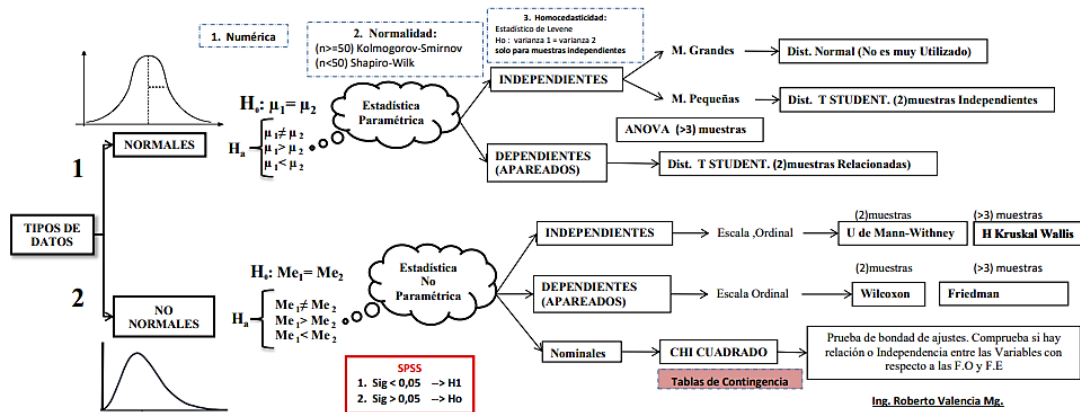 1. Numérica
2. Normalidad:
(n>=50) Kolmogorov-Smirnov
(n<50) Shapiro-Wilk
3. Homocedasticidad:
Estadístico de Levene
Ho : varianza 1 = varianza 2
solo para muestras independientes
TIPOS DE
DATOS
1
NORMALES
Hₒ: µ₁= µ₂
Hₐ
µ₁≠ µ₂
µ₁> µ₂
µ₁< µ₂
Estadística
Paramétrica
INDEPENDIENTES
M. Grandes
Dist. Normal (No es muy Utilizado)
M. Pequeñas
Dist. T STUDENT. (2)muestras Independientes
ANOVA (>3) muestras
DEPENDIENTES
(APAREADOS)
Dist. T STUDENT. (2)muestras Relacionadas)
2
NO
NORMALES
Hₒ: Me₁= Me₂
Hₐ
Me₁≠ Me₂
Me₁> Me₂
Me₁< Me₂
Estadística
No
Paramétrica
INDEPENDIENTES
Escala ,Ordinal
(2)muestras
U de Mann-Withney
(>3) muestras
H Kruskal Wallis
DEPENDIENTES
(APAREADOS)
Escala Ordinal
(2)muestras
Wilcoxon
(>3) muestras
Friedman
Nominales
CHI CUADRADO
Tablas de Contingencia
Prueba de bondad de ajustes. Comprueba si hay
relación o Independencia entre las Variables con
respecto a las F.O y F.E
SPSS
1. Sig < 0,05 --> H1
2. Sig > 0,05 --> Ho
Ing. Roberto Valencia Mg.